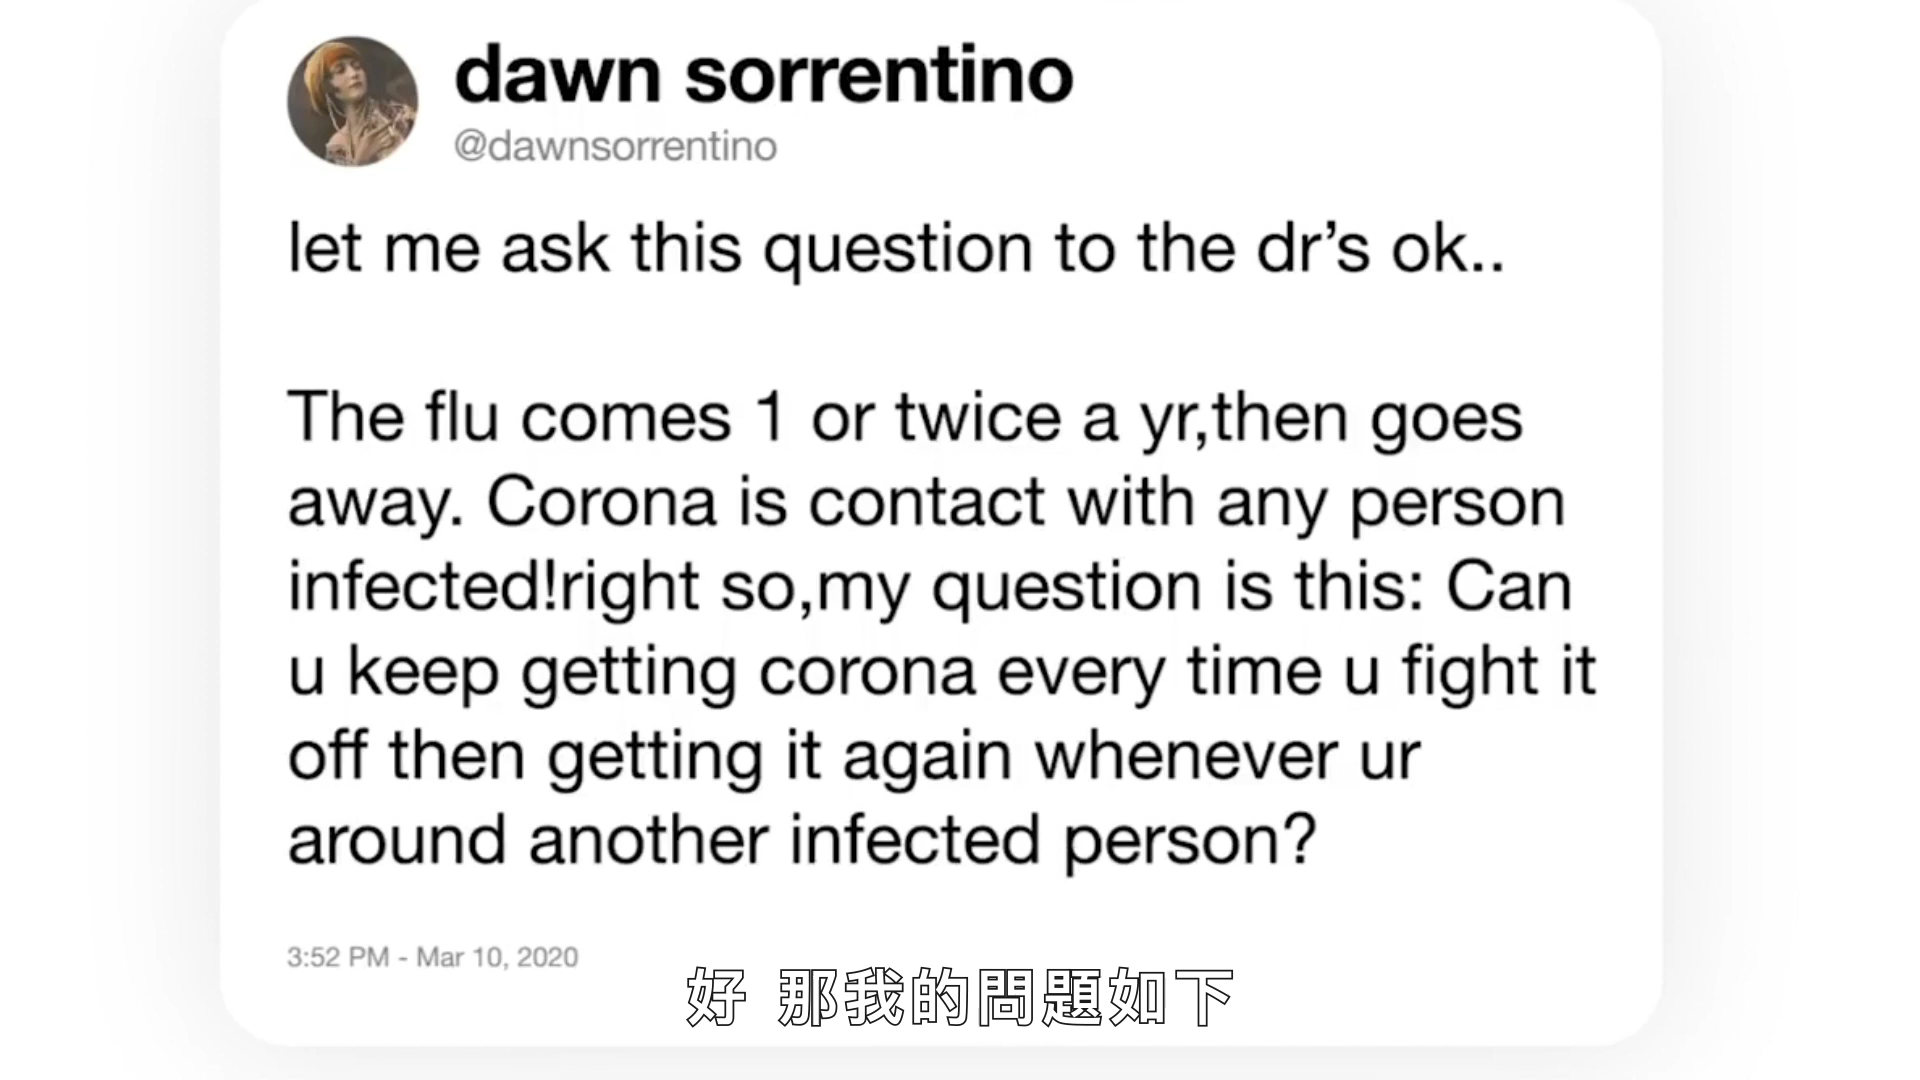 dawn sorrentino
@dawnsorrentino
let me ask this question to the dr’s ok..
The flu comes 1 or twice a yr,then goes
away. Corona is contact with any person
infected!right so,my question is this: Can
u keep getting corona every time u fight it
off then getting it again whenever ur
around another infected person?
3:52 PM - Mar 10, 2020
好 那我的問題如下